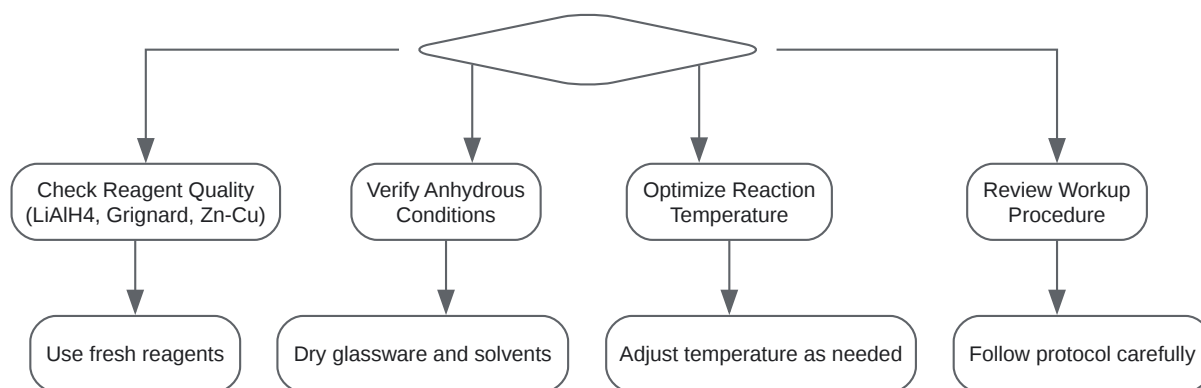 Check Reagent Quality
(LiAlH4, Grignard, Zn-Cu)
Verify Anhydrous
Conditions
Optimize Reaction
Temperature
Review Workup
Procedure
Use fresh reagents
Dry glassware and solvents
Adjust temperature as needed
Follow protocol carefully